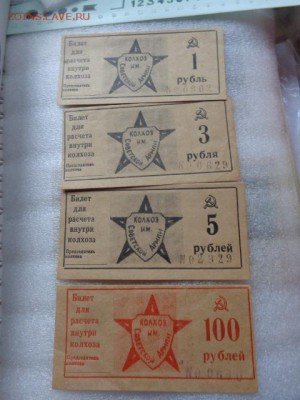 Билет
для
расчета
внутри
колхоза
КОЛХОЗ
ИМ.
Советской Армии
1
рубль
Билет
для
расчета
внутри
колхоза
КОЛХОЗ
ИМ.
Советской Армии
3
рубля
Билет
для
расчета
внутри
колхоза
КОЛХОЗ
ИМ.
Советской Армии
5
рублей
Билет
для
расчета
внутри
колхоза
КОЛХОЗ
ИМ.
Советской Армии
100
рублей